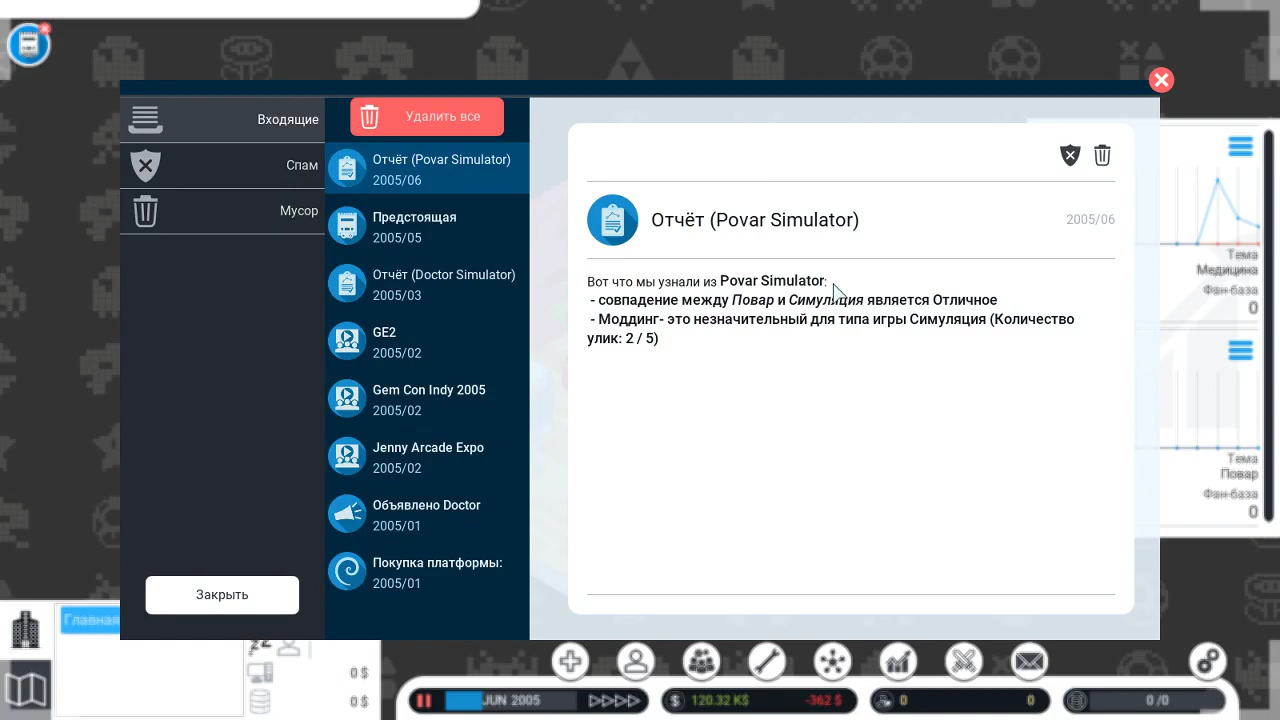 Входящие
Спам
Мусор
Закрыть
Удалить все
Отчёт (Povar Simulator)
2005/06
Предстоящая
2005/05
Отчёт (Doctor Simulator)
2005/03
GE2
2005/02
Gem Con Indy 2005
2005/02
Jenny Arcade Expo
2005/02
Объявлено Doctor
2005/01
Покупка платформы:
2005/01
Отчёт (Povar Simulator)
2005/06
Вот что мы узнали из Povar Simulator:
- совпадение между Повар и Симуляция является Отличное
- Моддинг- это незначительный для типа игры Симуляция (Количество
улик: 2 / 5)
Тема
Медицина
Фан-база
0
Тема
Повар
Фан-база
0
Главная
0 $
0 $
JUN 2005
120.32 K$
-362 $
0
0
0 /0